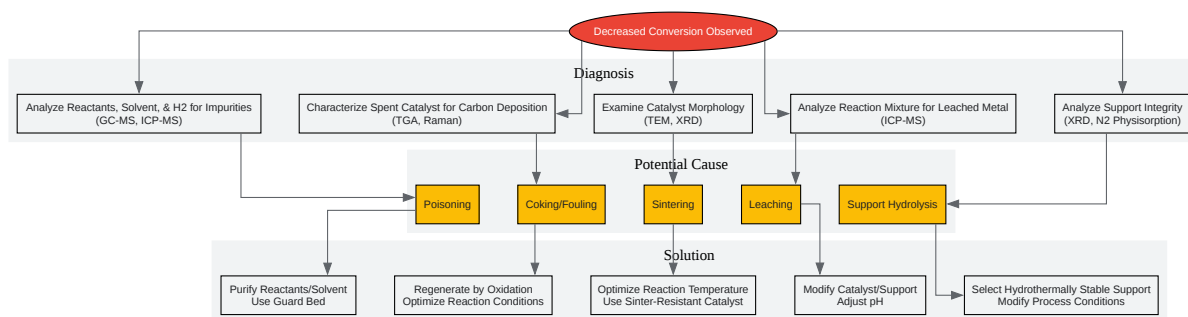 Decreased Conversion Observed
Diagnosis
Analyze Reactants, Solvent, & H2 for Impurities
(GC-MS, ICP-MS)
Characterize Spent Catalyst for Carbon Deposition
(TGA, Raman)
Examine Catalyst Morphology
(TEM, XRD)
Analyze Reaction Mixture for Leached Metal
(ICP-MS)
Analyze Support Integrity
(XRD, N2 Physisorption)
Potential Cause
Poisoning
Coking/Fouling
Sintering
Leaching
Support Hydrolysis
Solution
Purify Reactants/Solvent
Use Guard Bed
Regenerate by Oxidation
Optimize Reaction Conditions
Optimize Reaction Temperature
Use Sinter-Resistant Catalyst
Modify Catalyst/Support
Adjust pH
Select Hydrothermally Stable Support
Modify Process Conditions